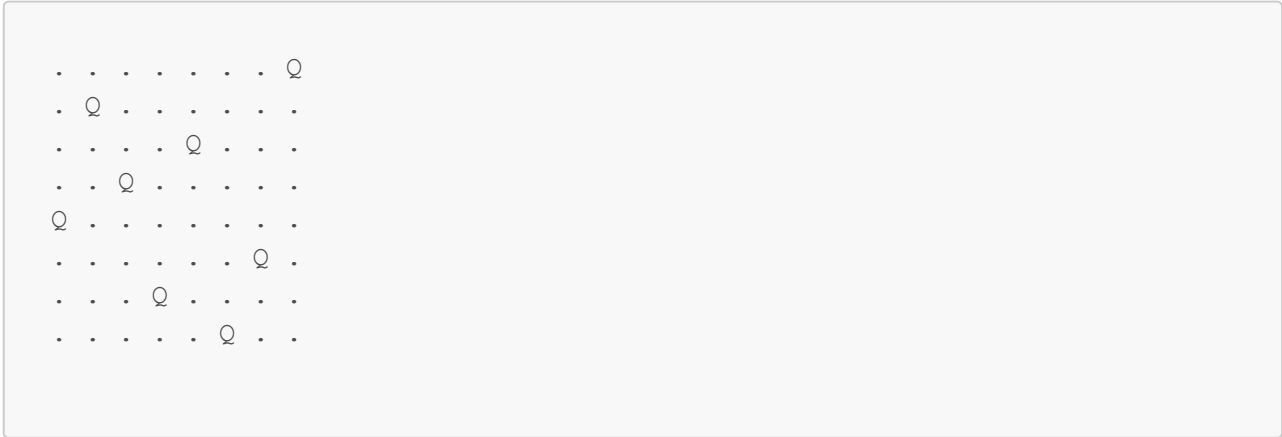 . . . . . . . Q
. Q . . . . . .
. . . . Q . . .
. . Q . . . . .
Q . . . . . . .
. . . . . . Q .
. . . Q . . . .
. . . . . Q . .